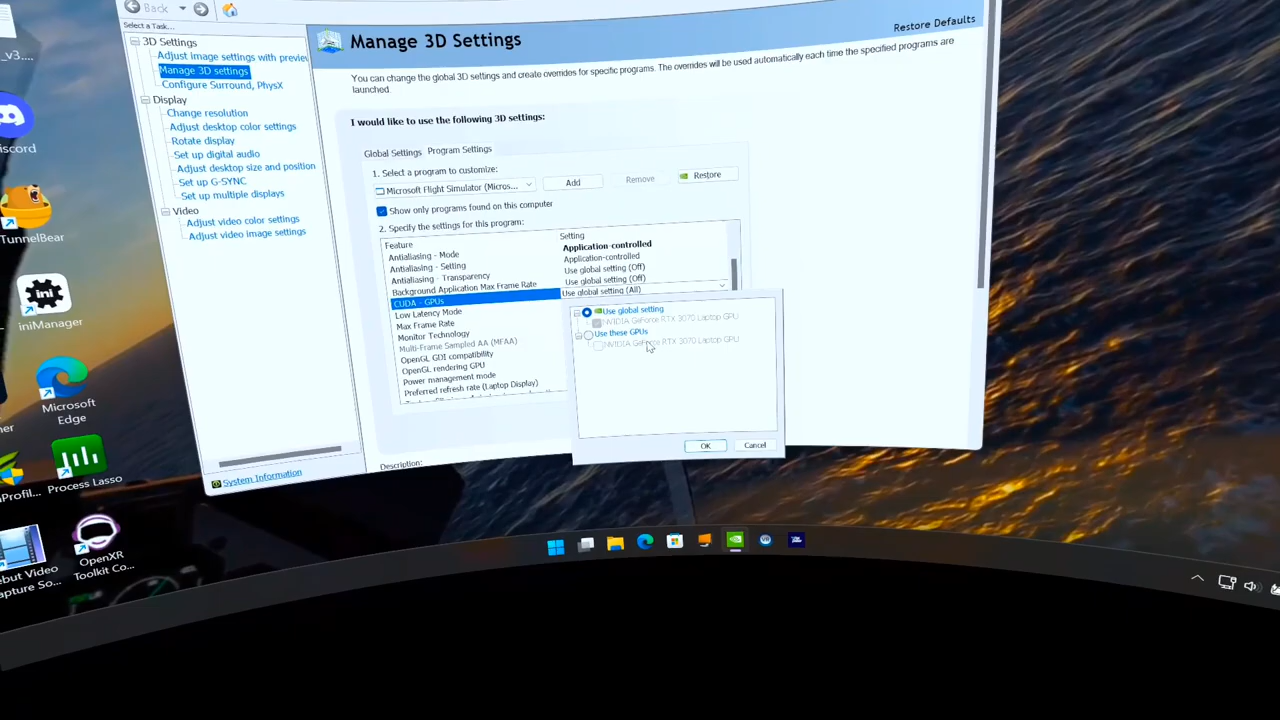 Back
Select a Task...
3D Settings
Adjust image settings with preview
Manage 3D settings
Configure Surround, PhysX
Display
Change resolution
Adjust desktop color settings
Rotate display
Set up digital audio
Adjust desktop size and position
Set up G-SYNC
Set up multiple displays
Video
Adjust video color settings
Adjust video image settings
System Information
Manage 3D Settings
Restore Defaults
You can change the global 3D settings and create overrides for specific programs. The overrides will be used automatically each time the specified programs are
launched.
I would like to use the following 3D settings:
Global Settings
Program Settings
1. Select a program to customize:
Microsoft Flight Simulator (Micros...
Add
Remove
Restore
Show only programs found on this computer
2. Specify the settings for this program:
Feature
Setting
Antialiasing - Mode
Application-controlled
Antialiasing - Setting
Application-controlled
Antialiasing - Transparency
Use global setting (Off)
Background Application Max Frame Rate
Use global setting (Off)
CUDA - GPUs
Use global setting (All)
Low Latency Mode
Max Frame Rate
Monitor Technology
Multi-Frame Sampled AA (MFAA)
OpenGL GDI compatibility
OpenGL rendering GPU
Power management mode
Preferred refresh rate (Laptop Display)
Use global setting
NVIDIA GeForce RTX 3070 Laptop GPU
Use these GPUs
NVIDIA GeForce RTX 3070 Laptop GPU
OK
Cancel
Description:
_v3....
iscord
TunnelBear
ini
iniManager
Microsoft
Edge
Profil...
Process Lasso
OpenXR
Toolkit Co...
ebut Video
apture So...